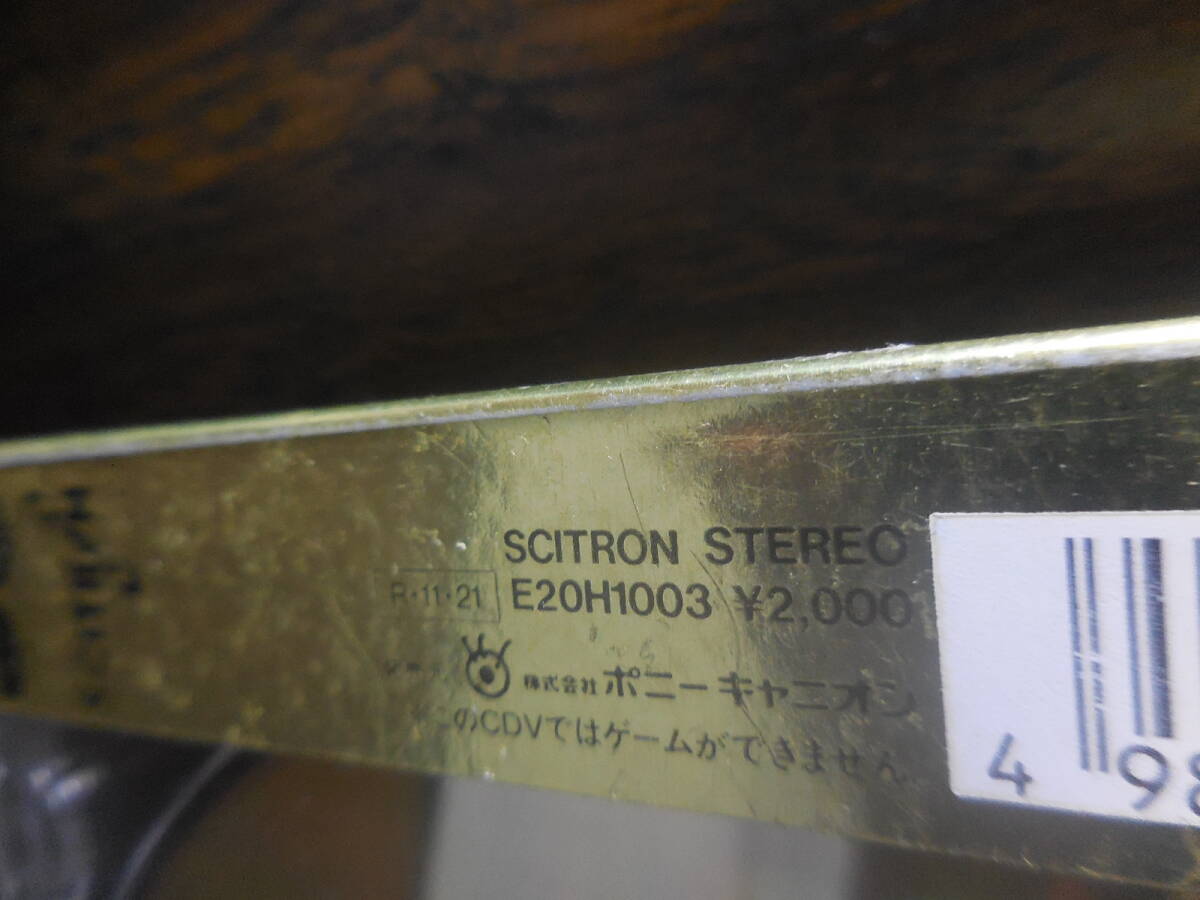 SCITRON STEREO
R·11·21 E20H1003 ¥2,000
株式会社 ポニーキャニオン
このCDVではゲームができません
4 98